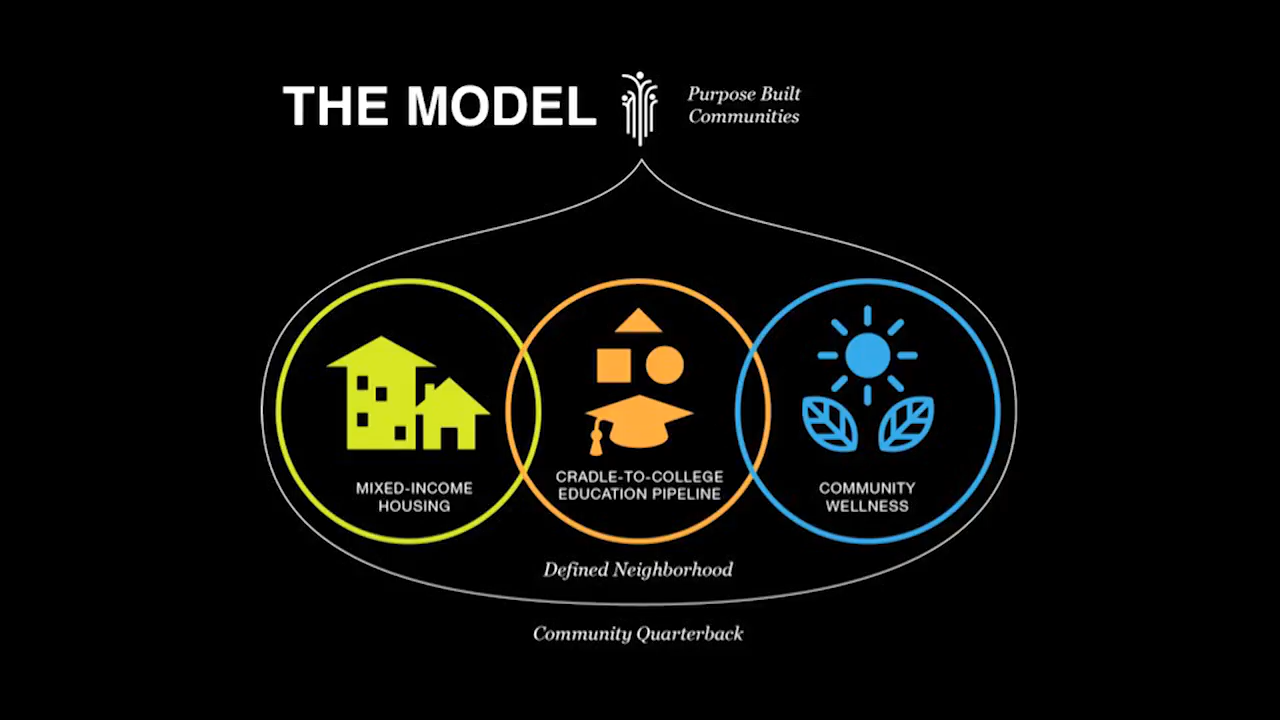 THE MODEL
Purpose Built
Communities
MIXED-INCOME
HOUSING
CRADLE-TO-COLLEGE
EDUCATION PIPELINE
COMMUNITY
WELLNESS
Defined Neighborhood
Community Quarterback